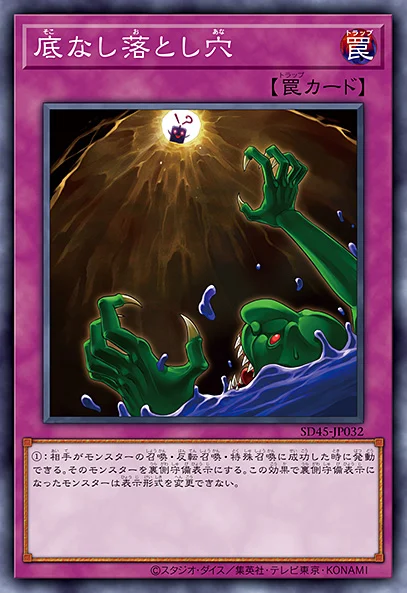 底なし落とし穴
罠
【罠カード】
!?
SD45-JP032
①:相手がモンスターの召喚・反転召喚・特殊召喚に成功した時に発動
できる。そのモンスターを裏側守備表示にする。この効果で裏側守備表示に
なったモンスターは表示形式を変更できない。
©スタジオ・ダイス/集英社・テレビ東京・KONAMI